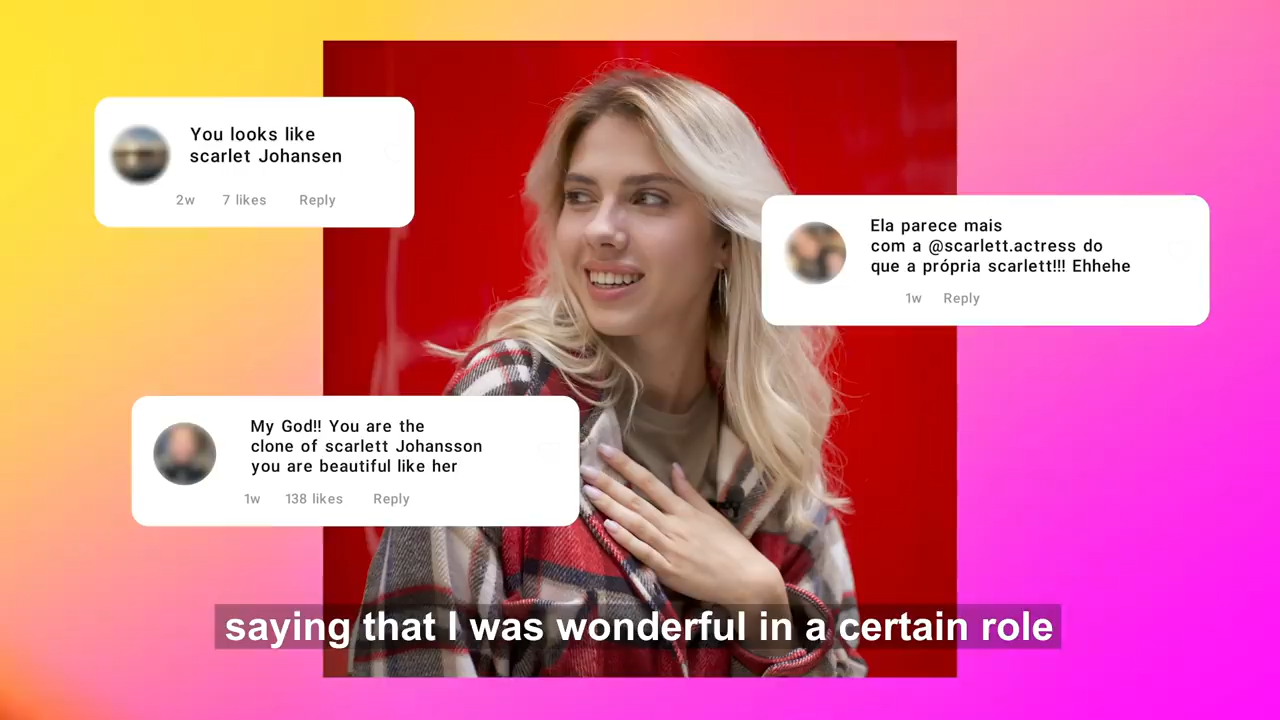 You looks like
scarlet Johansen
2w 7 likes Reply
Ela parece mais
com a @scarlett.actress do
que a própria scarlett!!! Ehhehe
1w Reply
My God!! You are the
clone of scarlett Johansson
you are beautiful like her
1w 138 likes Reply
saying that I was wonderful in a certain role